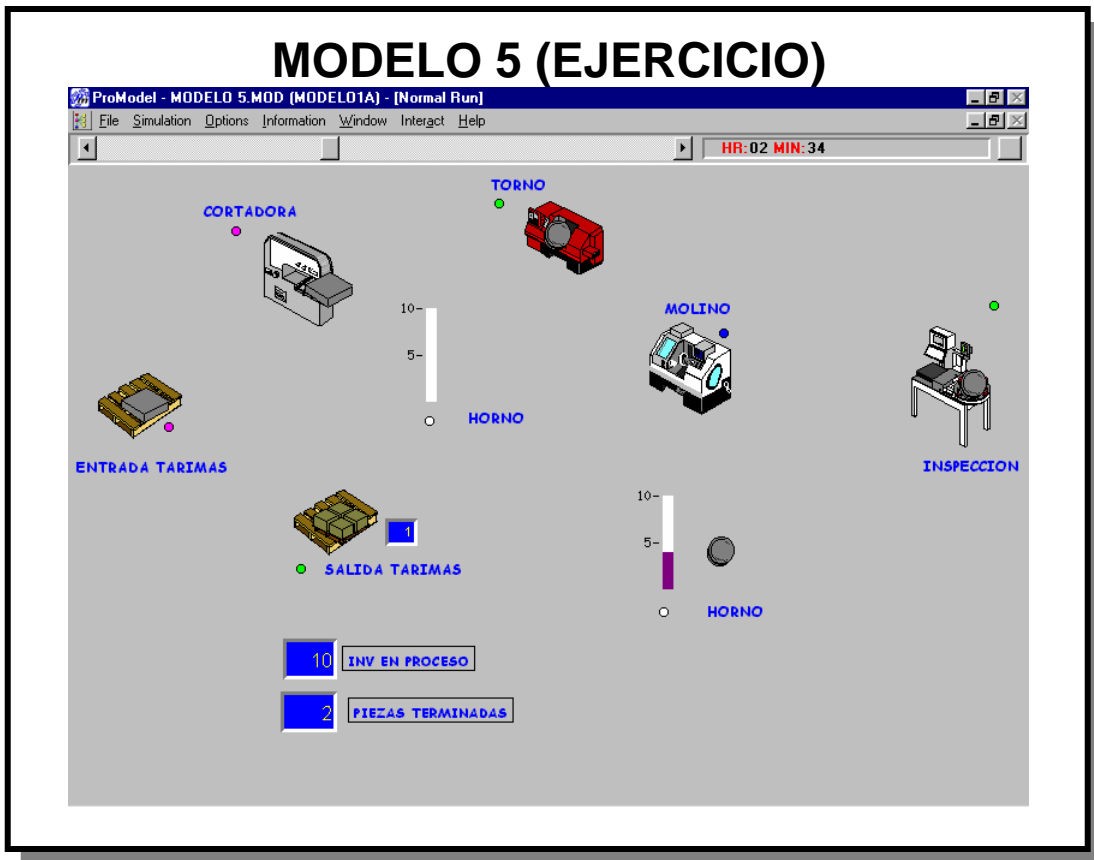 MODELO 5 (EJERCICIO)
ProModel - MODELO 5.MOD (MODELO1A) - [Normal Run]
File Simulation Options Information Window Interact Help
HR:02 MIN:34
TORNO
CORTADORA
10-
MOLINO
5-
HORNO
ENTRADA TARIMAS
INSPECCION
10-
1
5-
SALIDA TARIMAS
HORNO
10 INV EN PROCESO
2 PIEZAS TERMINADAS